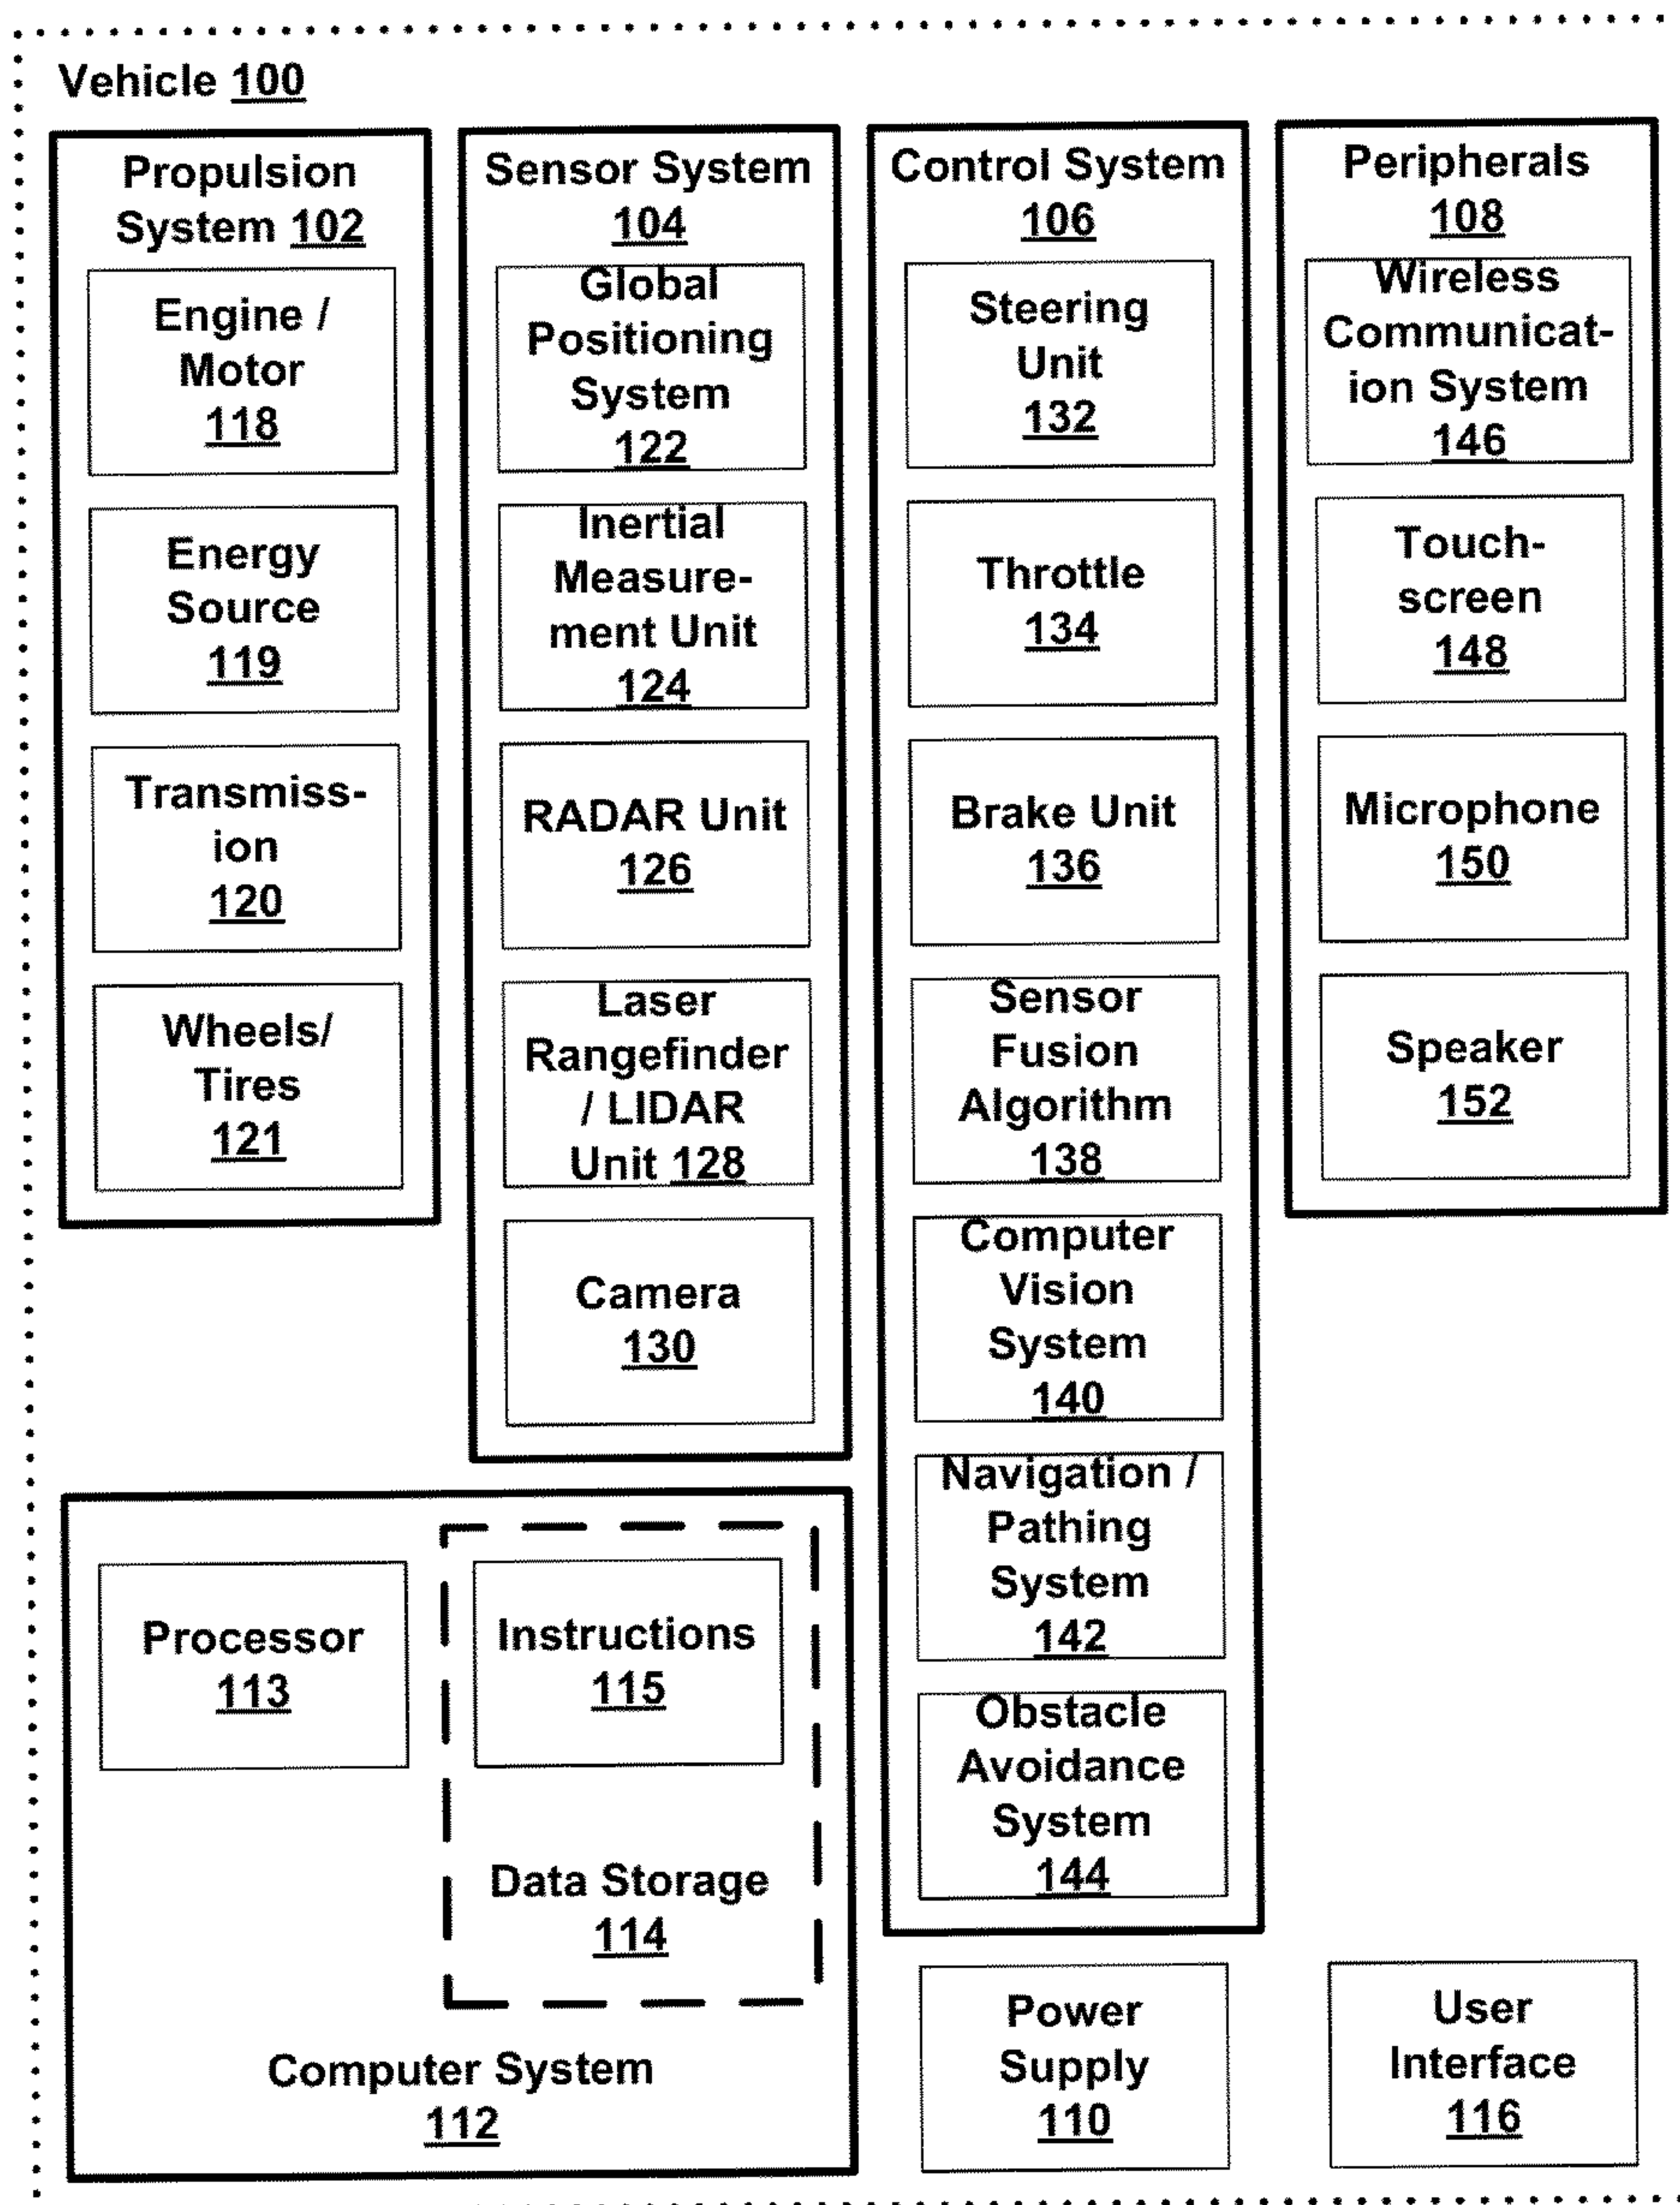 Vehicle 100
Propulsion
System 102
Engine /
Motor
118
Energy
Source
119
Transmiss-
ion
120
Wheels/
Tires
121
Sensor System
104
Global
Positioning
System
122
Inertial
Measure-
ment Unit
124
RADAR Unit
126
Laser
Rangefinder
/ LIDAR
Unit 128
Camera
130
Control System
106
Steering
Unit
132
Throttle
134
Brake Unit
136
Sensor
Fusion
Algorithm
138
Computer
Vision
System
140
Navigation /
Pathing
System
142
Obstacle
Avoidance
System
144
Peripherals
108
Wireless
Communicat-
ion System
146
Touch-
screen
148
Microphone
150
Speaker
152
Processor
113
Instructions
115
Data Storage
114
Computer System
112
Power
Supply
110
User
Interface
116